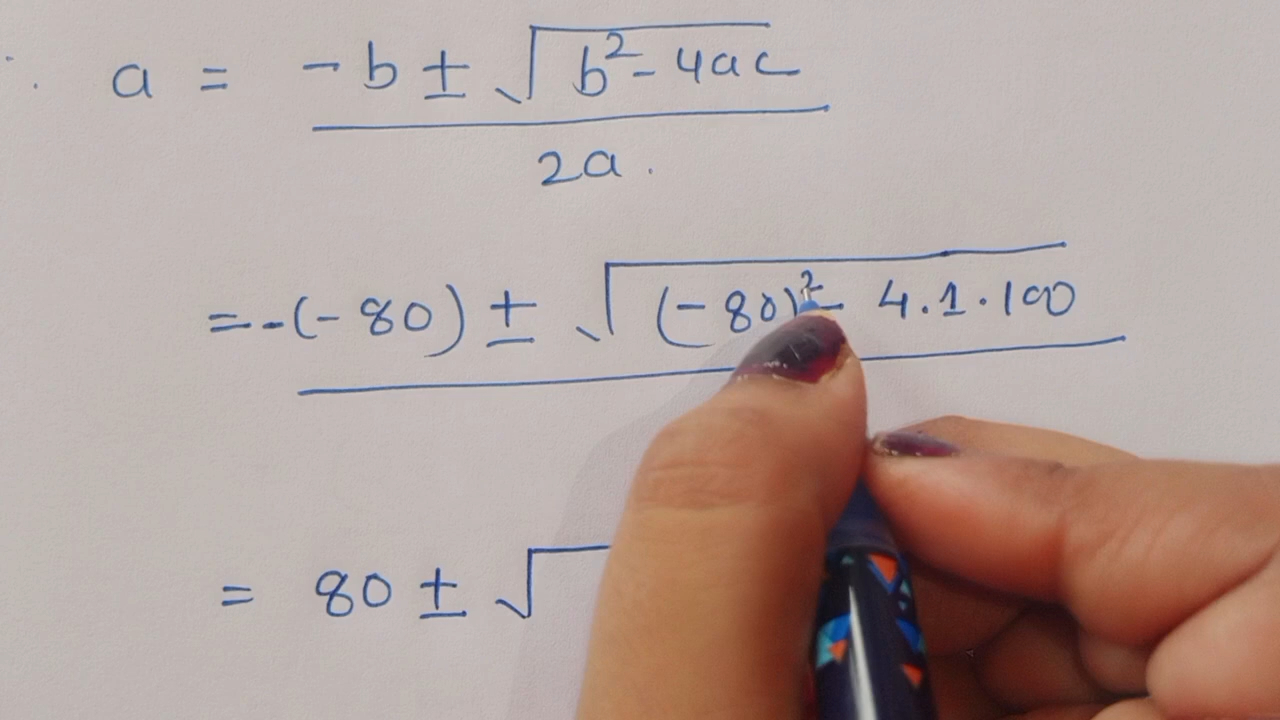 ∴ a = -b ± √b² - 4ac
2a.
= -(-80) ± √(-80)² - 4.1.100
= 80 ± √